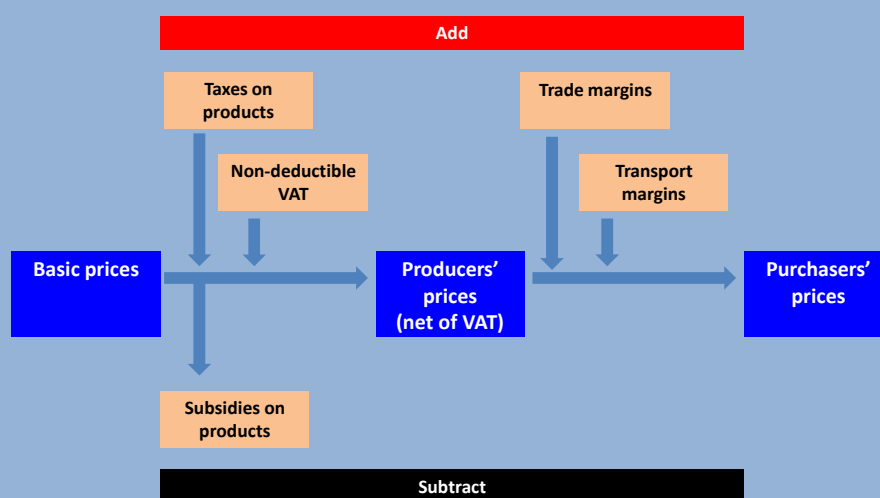 Add
Taxes on
products
Trade margins
Non-deductible
VAT
Transport
margins
Basic prices
Producers’
prices
(net of VAT)
Purchasers’
prices
Subsidies on
products
Subtract